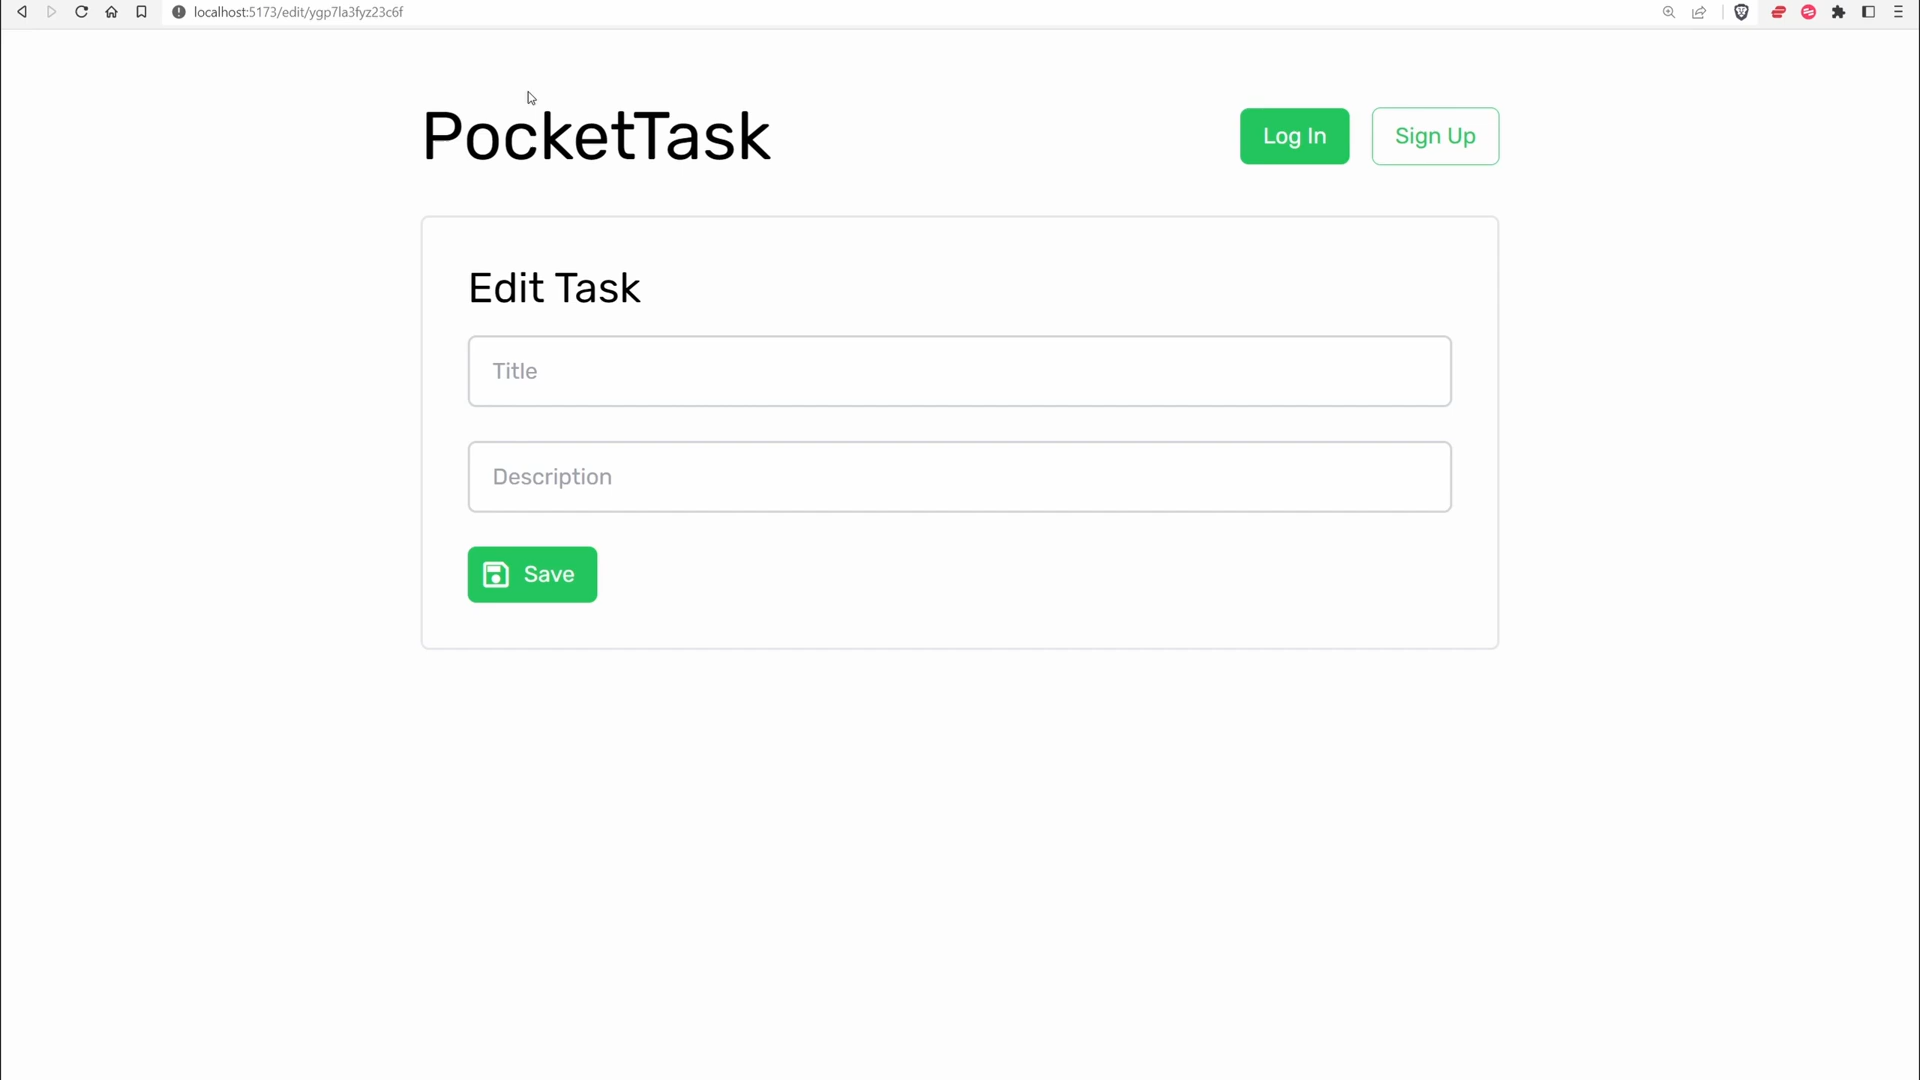 localhost:5173/edit/ygp7la3fyz23c6f
PocketTask
Log In
Sign Up
Edit Task
Title
Description
Save